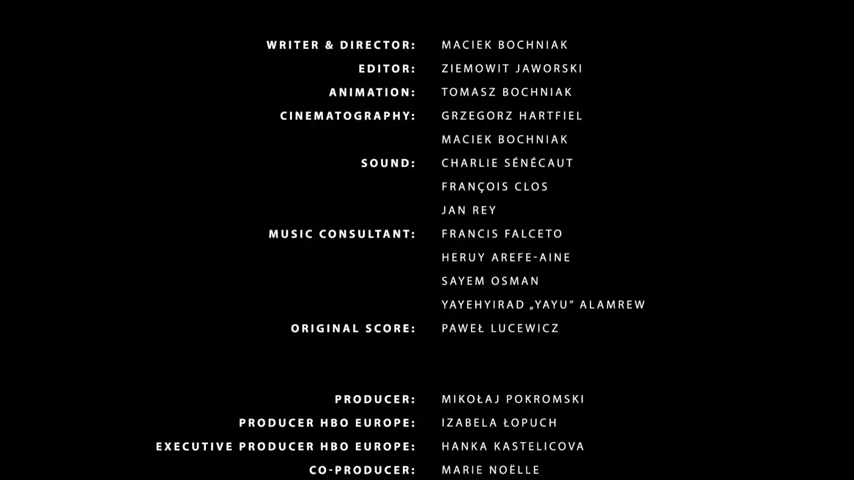 WRITER & DIRECTOR: MACIEK BOCHNIAK
EDITOR: ZIEMOWIT JAWORSKI
ANIMATION: TOMASZ BOCHNIAK
CINEMATOGRAPHY: GRZEGORZ HARTFIEL
MACIEK BOCHNIAK
SOUND: CHARLIE SÉNÉCAUT
FRANÇOIS CLOS
JAN REY
MUSIC CONSULTANT: FRANCIS FALCETO
HERUY AREFE-AINE
SAYEM OSMAN
YAYEHYIRAD „YAYU“ ALAMREW
ORIGINAL SCORE: PAWEŁ LUCEWICZ
PRODUCER: MIKOŁAJ POKROMSKI
PRODUCER HBO EUROPE: IZABELA ŁOPUCH
EXECUTIVE PRODUCER HBO EUROPE: HANKA KASTELICOVA
CO-PRODUCER: MARIE NOËLLE